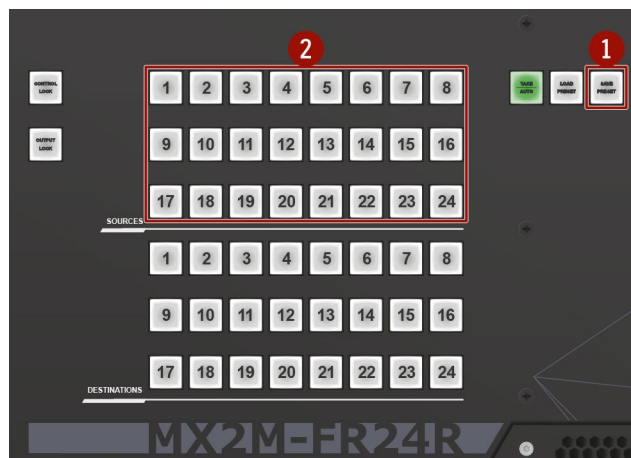 2
1
CONTROL LOCK
1 2 3 4 5 6 7 8
TAKE AUTO
LOAD PRESET
SAVE PRESET
OUTPUT LOCK
9 10 11 12 13 14 15 16
17 18 19 20 21 22 23 24
SOURCES
1 2 3 4 5 6 7 8
9 10 11 12 13 14 15 16
17 18 19 20 21 22 23 24
DESTINATIONS
MX2M-FR24R